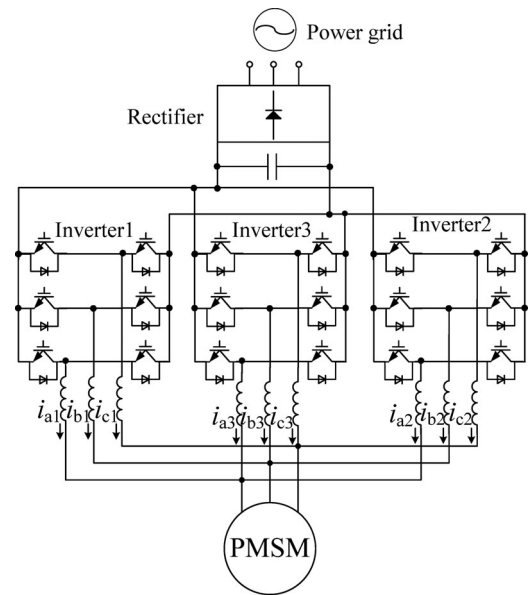 Power grid
Rectifier
Inverter1 Inverter3 Inverter2
ia1 ib1 ic1 ia3 ib3 ic3 ia2 ib2 ic2
PMSM